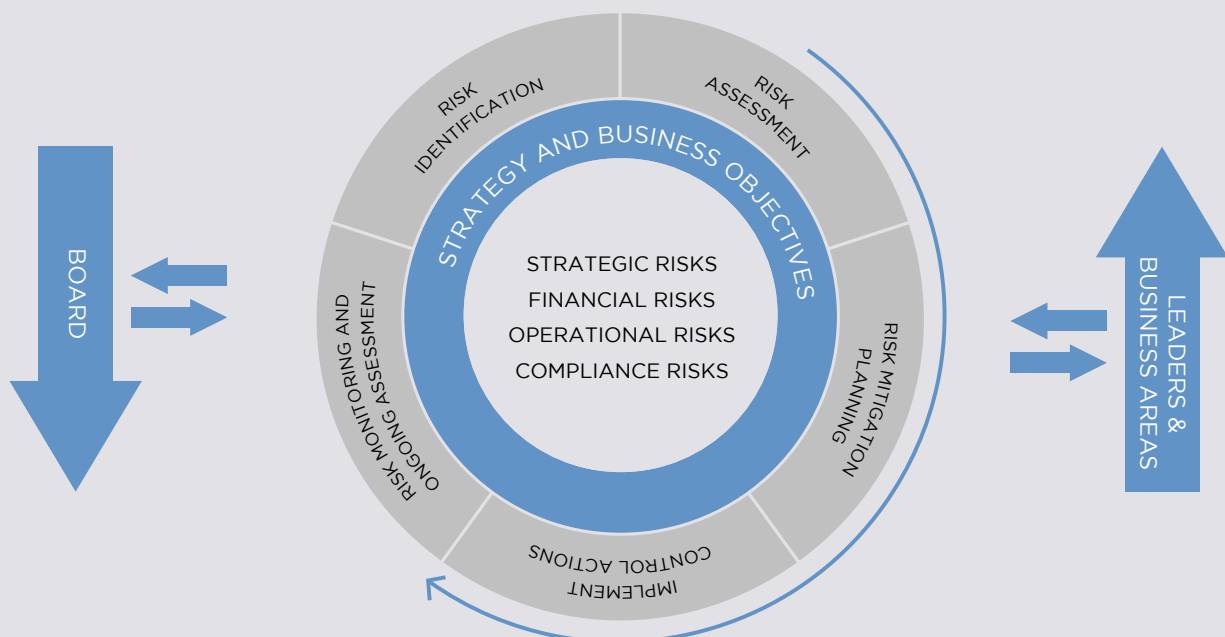 RISK
IDENTIFICATION
RISK
ASSESSMENT
STRATEGY AND BUSINESS OBJECTIVES
BOARD
STRATEGIC RISKS
FINANCIAL RISKS
OPERATIONAL RISKS
COMPLIANCE RISKS
RISK MITIGATION
PLANNING
LEADERS &
BUSINESS AREAS
RISK MONITORING AND
ONGOING ASSESSMENT
IMPLEMENT
CONTROL ACTIONS